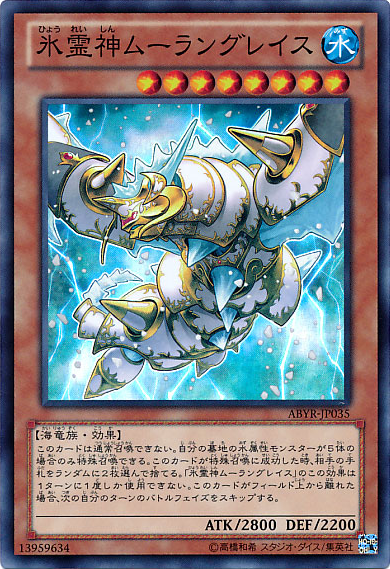 ひょう れい しん
氷霊神ムーラングレイス
水
ABYR-JP035
【海竜族・効果】
このカードは通常召喚できない。自分の墓地の水属性モンスターが5体
の場合のみ特殊召喚できる。このカードが特殊召喚に成功した時、相手の手
札をランダムに2枚選んで捨てる。「氷霊神ムーラングレイス」のこの効果は
1ターンに1度しか使用できない。このカードがフィールド上から離れた
場合、次の自分のターンのバトルフェイズをスキップする。
ATK/2800 DEF/2200
13959634
©高橋和希 スタジオ・ダイス/集英社